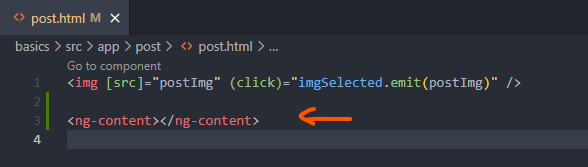 <> post.html M
basics > src > app > post > <> post.html > ...
Go to component
1 <img [src]="postImg" (click)="imgSelected.emit(postImg)" />
2
3 <ng-content></ng-content>
4